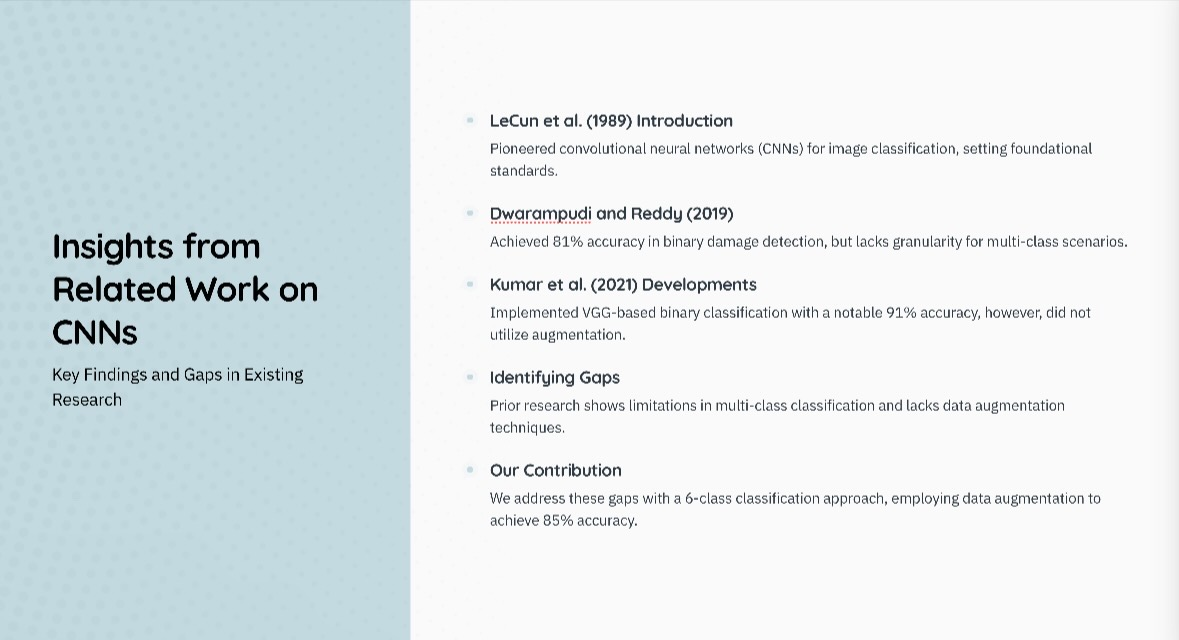 Insights from
Related Work on
CNNs
Key Findings and Gaps in Existing
Research
LeCun et al. (1989) Introduction
Pioneered convolutional neural networks (CNNs) for image classification, setting foundational
standards.
Dwarampudi and Reddy (2019)
Achieved 81% accuracy in binary damage detection, but lacks granularity for multi-class scenarios.
Kumar et al. (2021) Developments
Implemented VGG-based binary classification with a notable 91% accuracy, however, did not
utilize augmentation.
Identifying Gaps
Prior research shows limitations in multi-class classification and lacks data augmentation
techniques.
Our Contribution
We address these gaps with a 6-class classification approach, employing data augmentation to
achieve 85% accuracy.